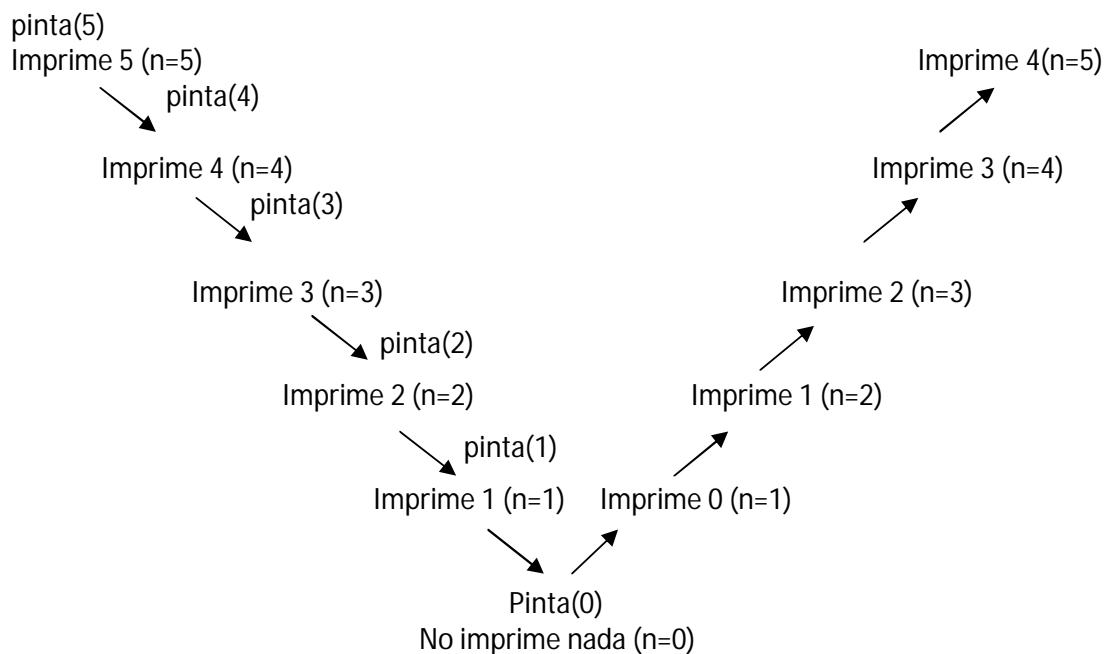 pinta(5)
Imprime 5 (n=5)
Imprime 4(n=5)
pinta(4)
Imprime 4 (n=4)
Imprime 3 (n=4)
pinta(3)
Imprime 3 (n=3)
Imprime 2 (n=3)
pinta(2)
Imprime 2 (n=2)
Imprime 1 (n=2)
pinta(1)
Imprime 1 (n=1)
Imprime 0 (n=1)
Pinta(0)
No imprime nada (n=0)